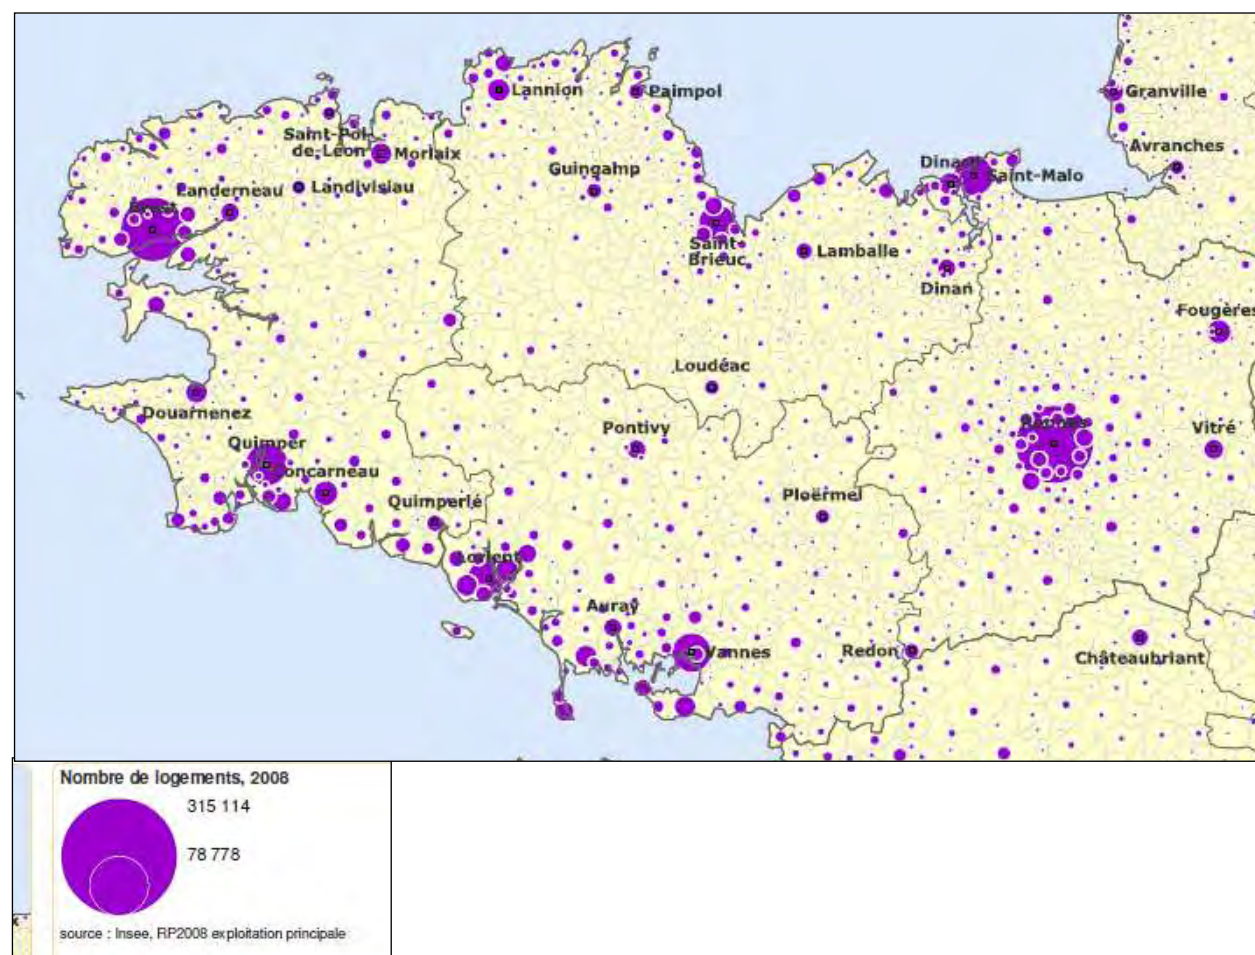 Lannion
Paimpol
Granville
Saint-Pol-
de-Léon
Morlaix
Avranches
Guingamp
Dinard
Saint-Malo
Landerneau
Landivisiau
Brest
Saint-
Brieuc
Lamballe
Dinan
Fougères
Loudéac
Douarnenez
Quimper
Concarneau
Pontivy
Rennes
Vitré
Quimperlé
Ploërmel
Lorient
Auray
Vannes
Redon
Châteaubriant
Nombre de logements, 2008
315 114
78 778
source : Insee, RP2008 exploitation principale